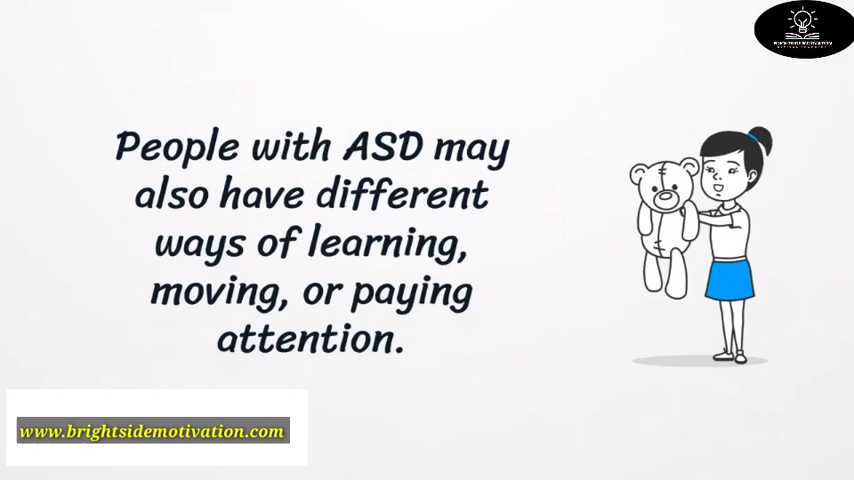 People with ASD may
also have different
ways of learning,
moving, or paying
attention.
www.brightsidemotivation.com